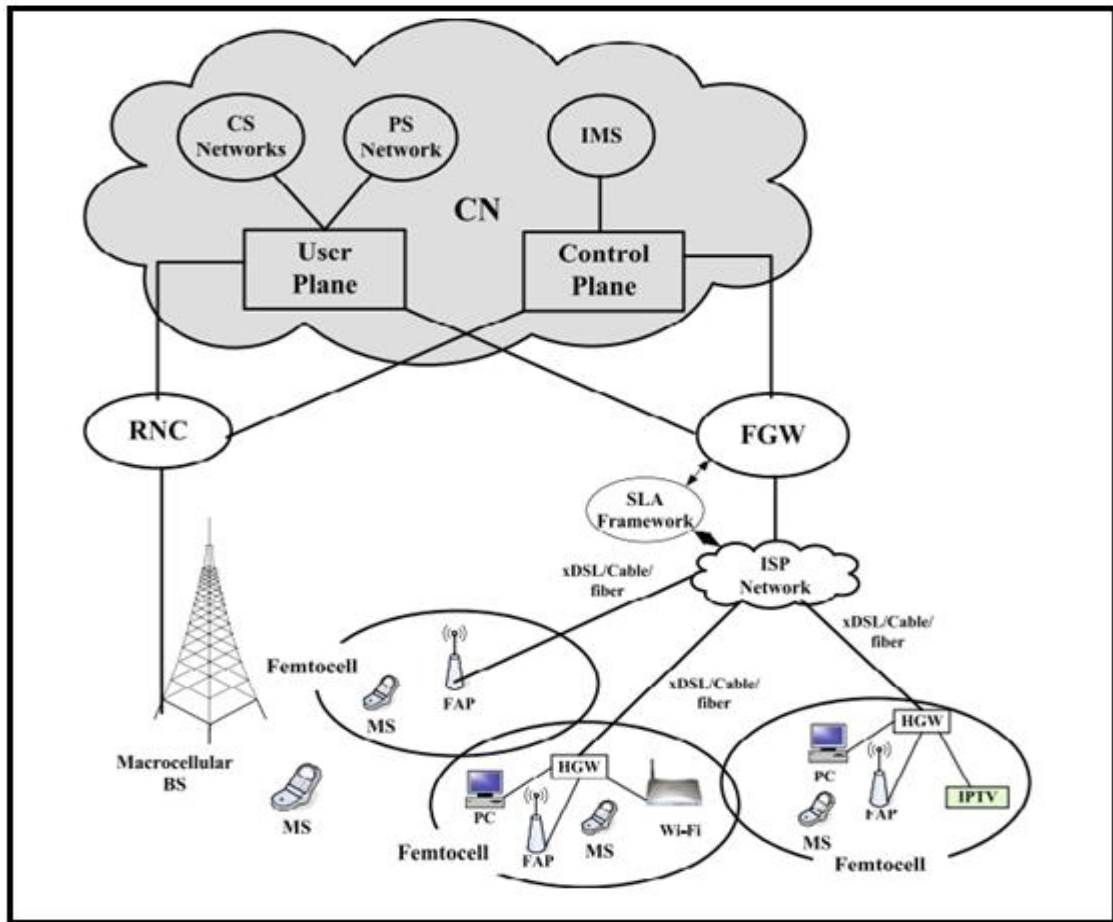 CS
Networks
PS
Network
IMS
CN
User
Plane
Control
Plane
RNC
FGW
SLA
Framework
ISP
Network
xDSL/Cable/
fiber
xDSL/Cable/
fiber
xDSL/Cable/
fiber
Femtocell
FAP
MS
Macrocellular
BS
MS
HGW
PC
FAP
MS
Wi-Fi
Femtocell
HGW
PC
FAP
IPTV
MS
Femtocell